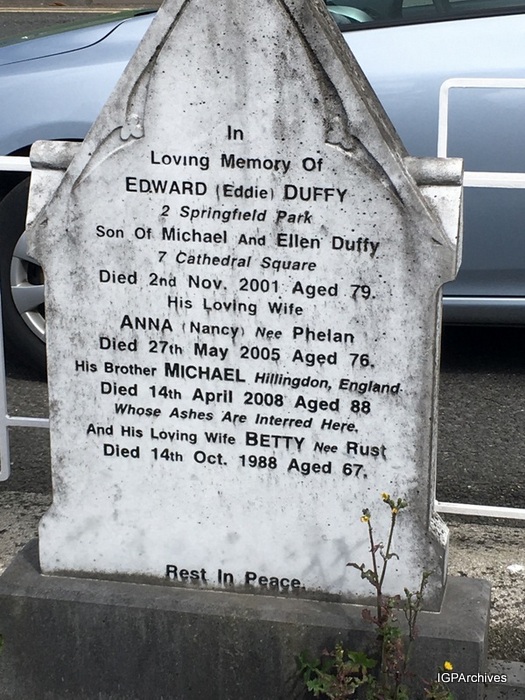 In
Loving Memory Of
EDWARD (Eddie) DUFFY
2 Springfield Park
Son Of Michael And Ellen Duffy
7 Cathedral Square
Died 2nd Nov. 2001 Aged 79.
His Loving Wife
ANNA (Nancy) Nee Phelan
Died 27th May 2005 Aged 76.
His Brother MICHAEL Hillingdon, England.
Died 14th April 2008 Aged 88
Whose Ashes Are Interred Here.
And His Loving Wife BETTY Nee Rust
Died 14th Oct. 1988 Aged 67.
Rest In Peace.
IGPArchives